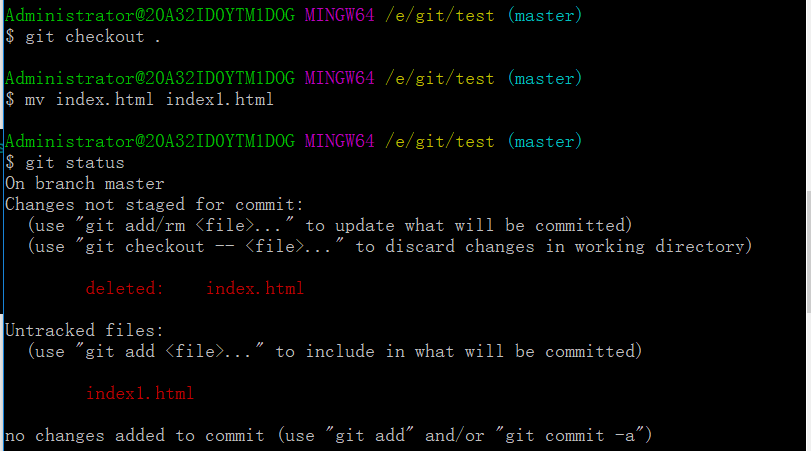 Administrator@20A32ID0YTM1DOG MINGW64 /e/git/test (master)
$ git checkout .
Administrator@20A32ID0YTM1DOG MINGW64 /e/git/test (master)
$ mv index.html index1.html
Administrator@20A32ID0YTM1DOG MINGW64 /e/git/test (master)
$ git status
On branch master
Changes not staged for commit:
  (use "git add/rm <file>..." to update what will be committed)
  (use "git checkout -- <file>..." to discard changes in working directory)
        deleted:    index.html
Untracked files:
  (use "git add <file>..." to include in what will be committed)
        index1.html
no changes added to commit (use "git add" and/or "git commit -a")